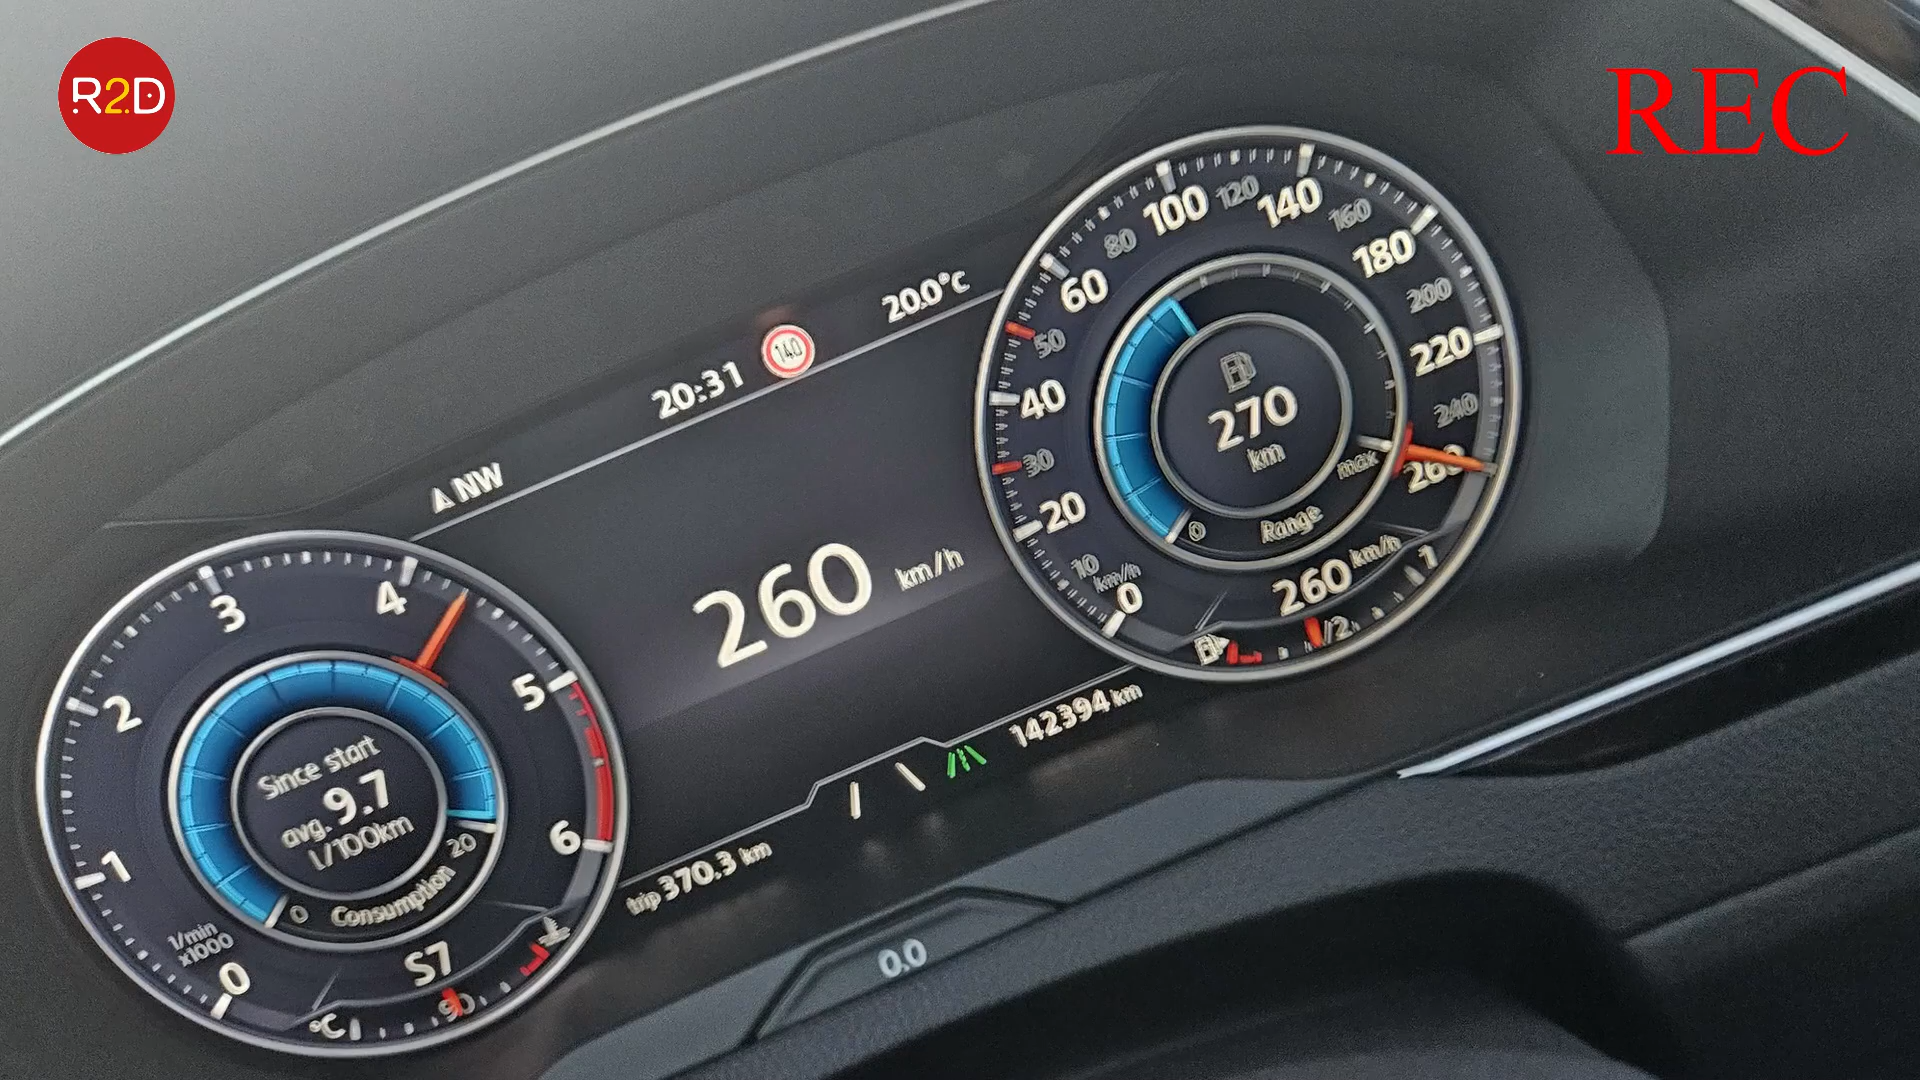 R2D
REC
20:31
140
20.0°C
NW
260 km/h
142394 km
trip 370.3 km
0.0
0
1
2
3
4
5
6
1/min
x1000
Since start
avg. 9.7
l/100km
0
20
Consumption
S7
°C
90
0
km/h
10
20
30
40
50
60
80
100
120
140
160
180
200
220
240
260
270
km
0
max
Range
260 km/h
1/2
1